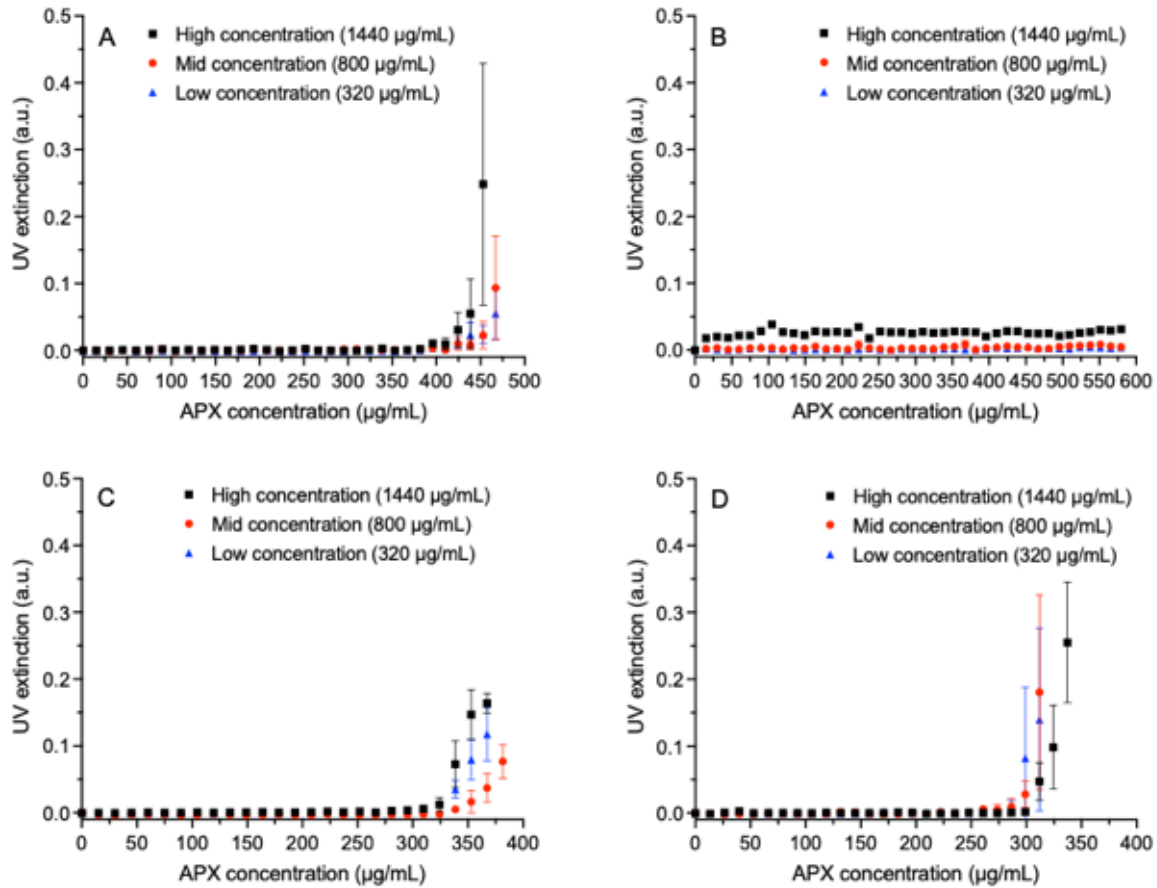 A
High concentration (1440 µg/mL)
Mid concentration (800 µg/mL)
Low concentration (320 µg/mL)
0.5
0.4
0.3
0.2
0.1
0.0
UV extinction (a.u.)
0 50 100 150 200 250 300 350 400 450 500
APX concentration (µg/mL)
B
High concentration (1440 µg/mL)
Mid concentration (800 µg/mL)
Low concentration (320 µg/mL)
0.5
0.4
0.3
0.2
0.1
0.0
UV extinction (a.u.)
0 50 100 150 200 250 300 350 400 450 500 550 600
APX concentration (µg/mL)
C
High concentration (1440 µg/mL)
Mid concentration (800 µg/mL)
Low concentration (320 µg/mL)
0.5
0.4
0.3
0.2
0.1
0.0
UV extinction (a.u.)
0 50 100 150 200 250 300 350 400
APX concentration (µg/mL)
D
High concentration (1440 µg/mL)
Mid concentration (800 µg/mL)
Low concentration (320 µg/mL)
0.5
0.4
0.3
0.2
0.1
0.0
UV extinction (a.u.)
0 50 100 150 200 250 300 350 400
APX concentration (µg/mL)